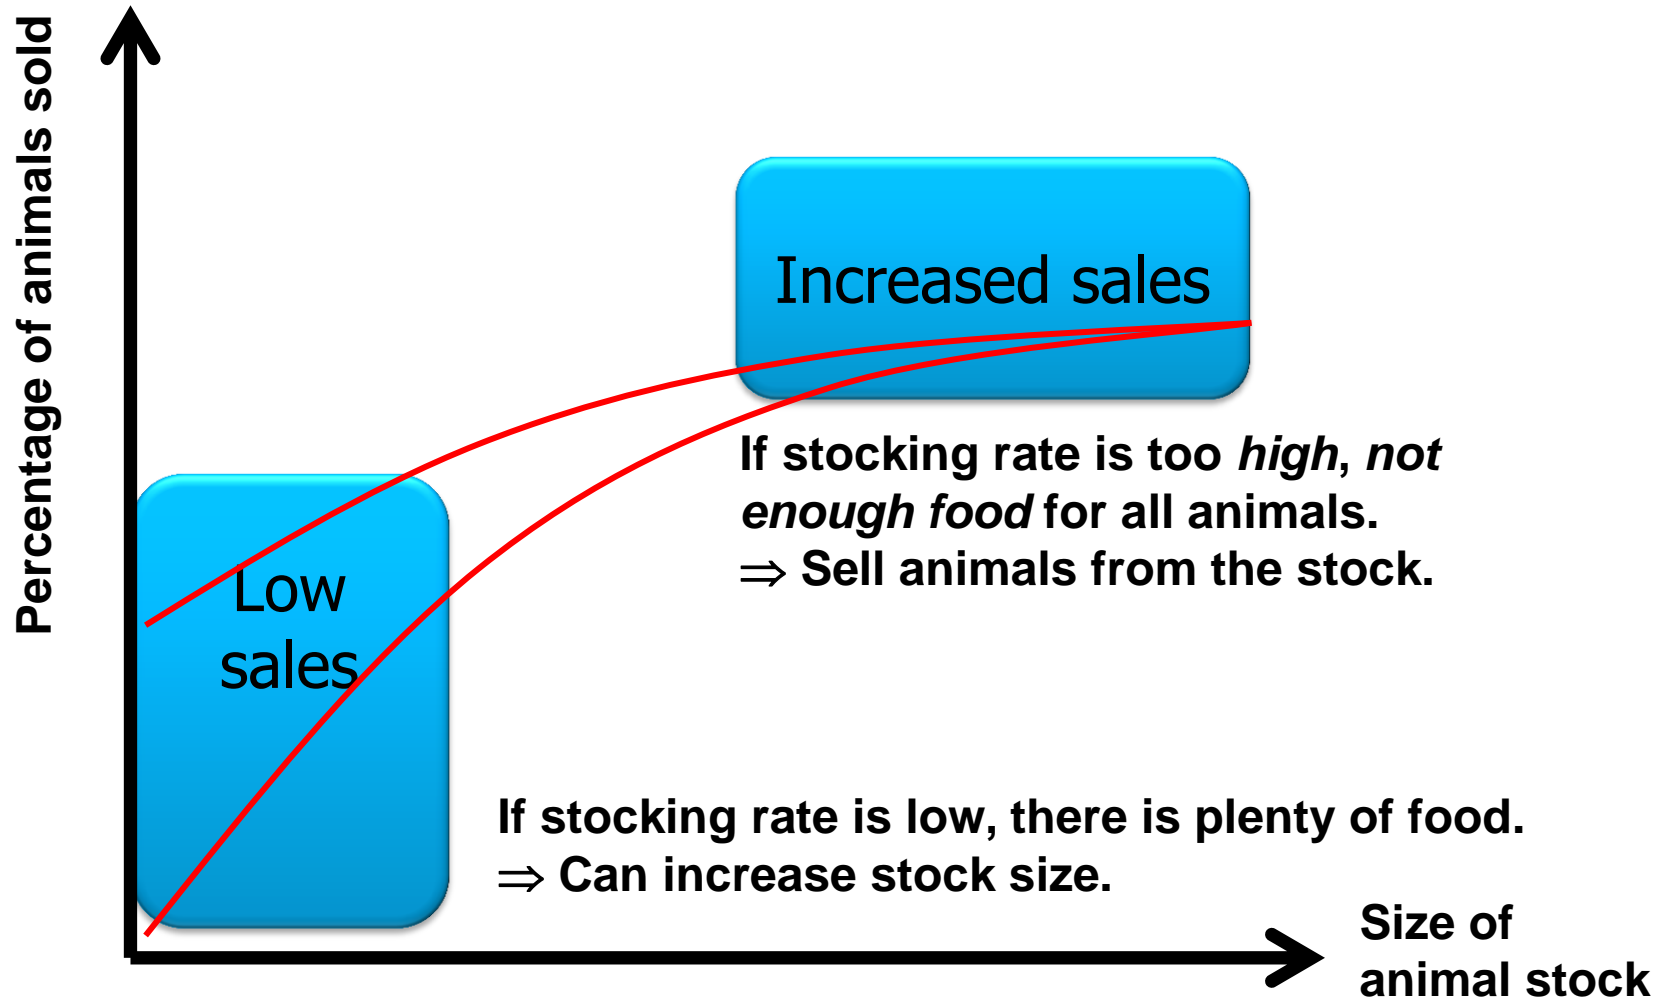 Percentage of animals sold
Increased sales
If stocking rate is too high, not
enough food for all animals.
⇒ Sell animals from the stock.
Low
sales
If stocking rate is low, there is plenty of food.
⇒ Can increase stock size.
Size of
animal stock